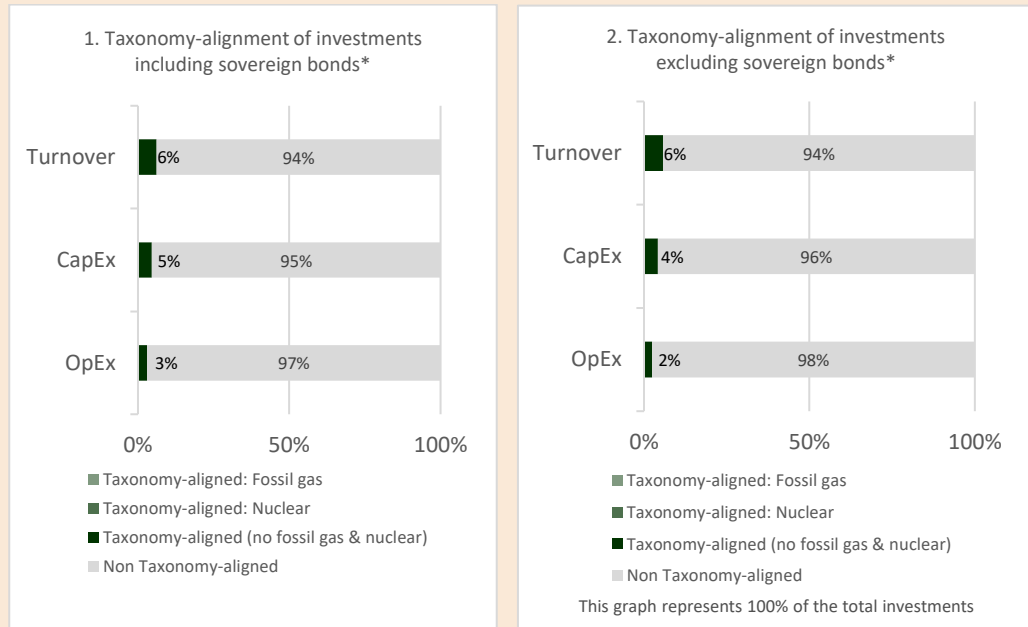 1. Taxonomy-alignment of investments
including sovereign bonds*
Turnover
6%
94%
CapEx
5%
95%
OpEx
3%
97%
0%
50%
100%
Taxonomy-aligned: Fossil gas
Taxonomy-aligned: Nuclear
Taxonomy-aligned (no fossil gas & nuclear)
Non Taxonomy-aligned
2. Taxonomy-alignment of investments
excluding sovereign bonds*
Turnover
6%
94%
CapEx
4%
96%
OpEx
2%
98%
0%
50%
100%
Taxonomy-aligned: Fossil gas
Taxonomy-aligned: Nuclear
Taxonomy-aligned (no fossil gas & nuclear)
Non Taxonomy-aligned
This graph represents 100% of the total investments